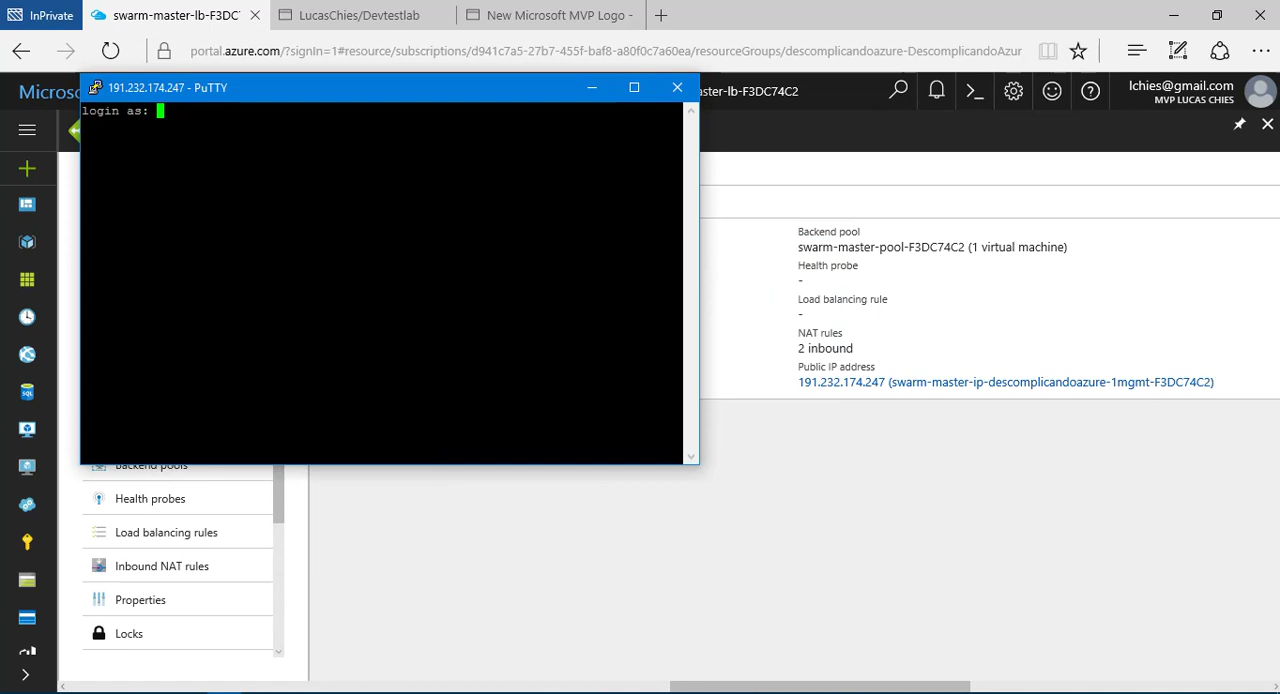 InPrivate
swarm-master-lb-F3DC7
LucasChies/Devtestlab
New Microsoft MVP Logo -
portal.azure.com/?signIn=1#resource/subscriptions/d941c7a5-27b7-455f-baf8-a80f0c7a60ea/resourceGroups/descomplicandoazure-DescomplicandoAzur
191.232.174.247 - PuTTY
Micros
aster-lb-F3DC74C2
lchies@gmail.com
MVP LUCAS CHIES
login as:
Backend pool
swarm-master-pool-F3DC74C2 (1 virtual machine)
Health probe
-
Load balancing rule
-
NAT rules
2 inbound
Public IP address
191.232.174.247 (swarm-master-ip-descomplicandoazure-1mgmt-F3DC74C2)
Backend pools
Health probes
Load balancing rules
Inbound NAT rules
Properties
Locks